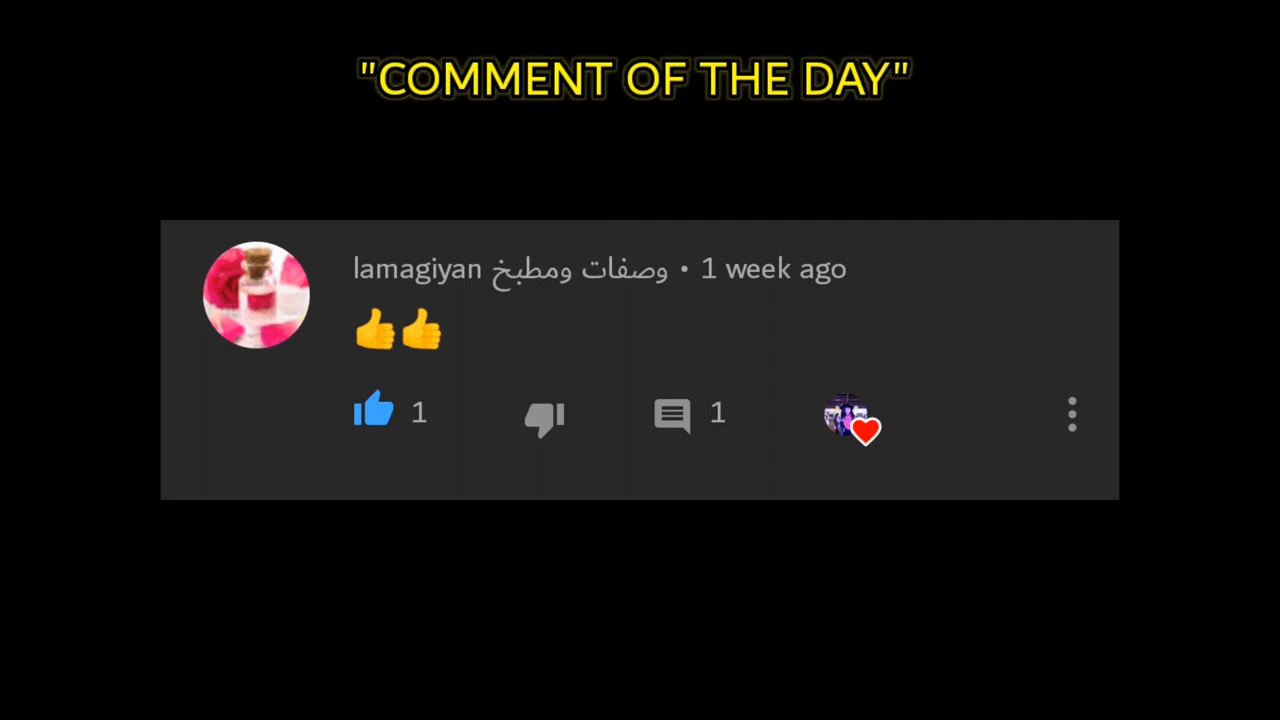 "COMMENT OF THE DAY"
lamagiyan وصفات ومطبخ • 1 week ago
👍👍
1 1